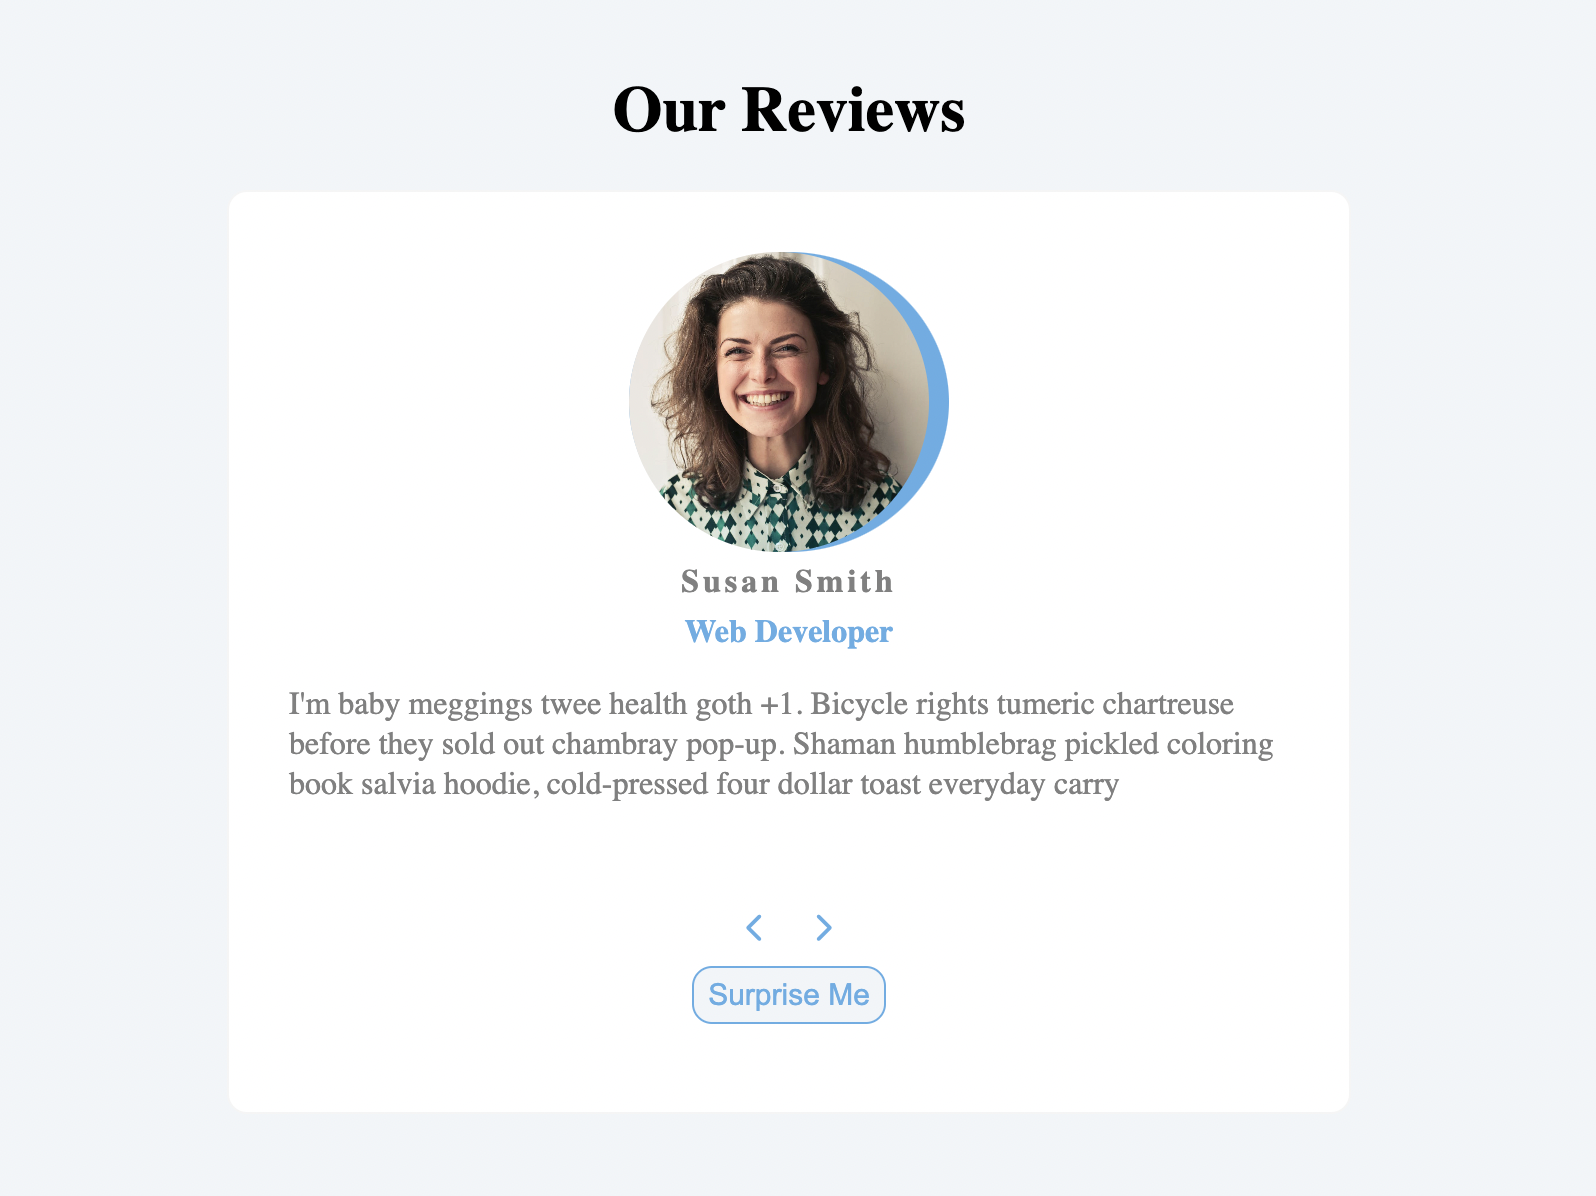 Our Reviews
Susan Smith
Web Developer
I'm baby meggings twee health goth +1. Bicycle rights tumeric chartreuse
before they sold out chambray pop-up. Shaman humblebrag pickled coloring
book salvia hoodie, cold-pressed four dollar toast everyday carry
Surprise Me